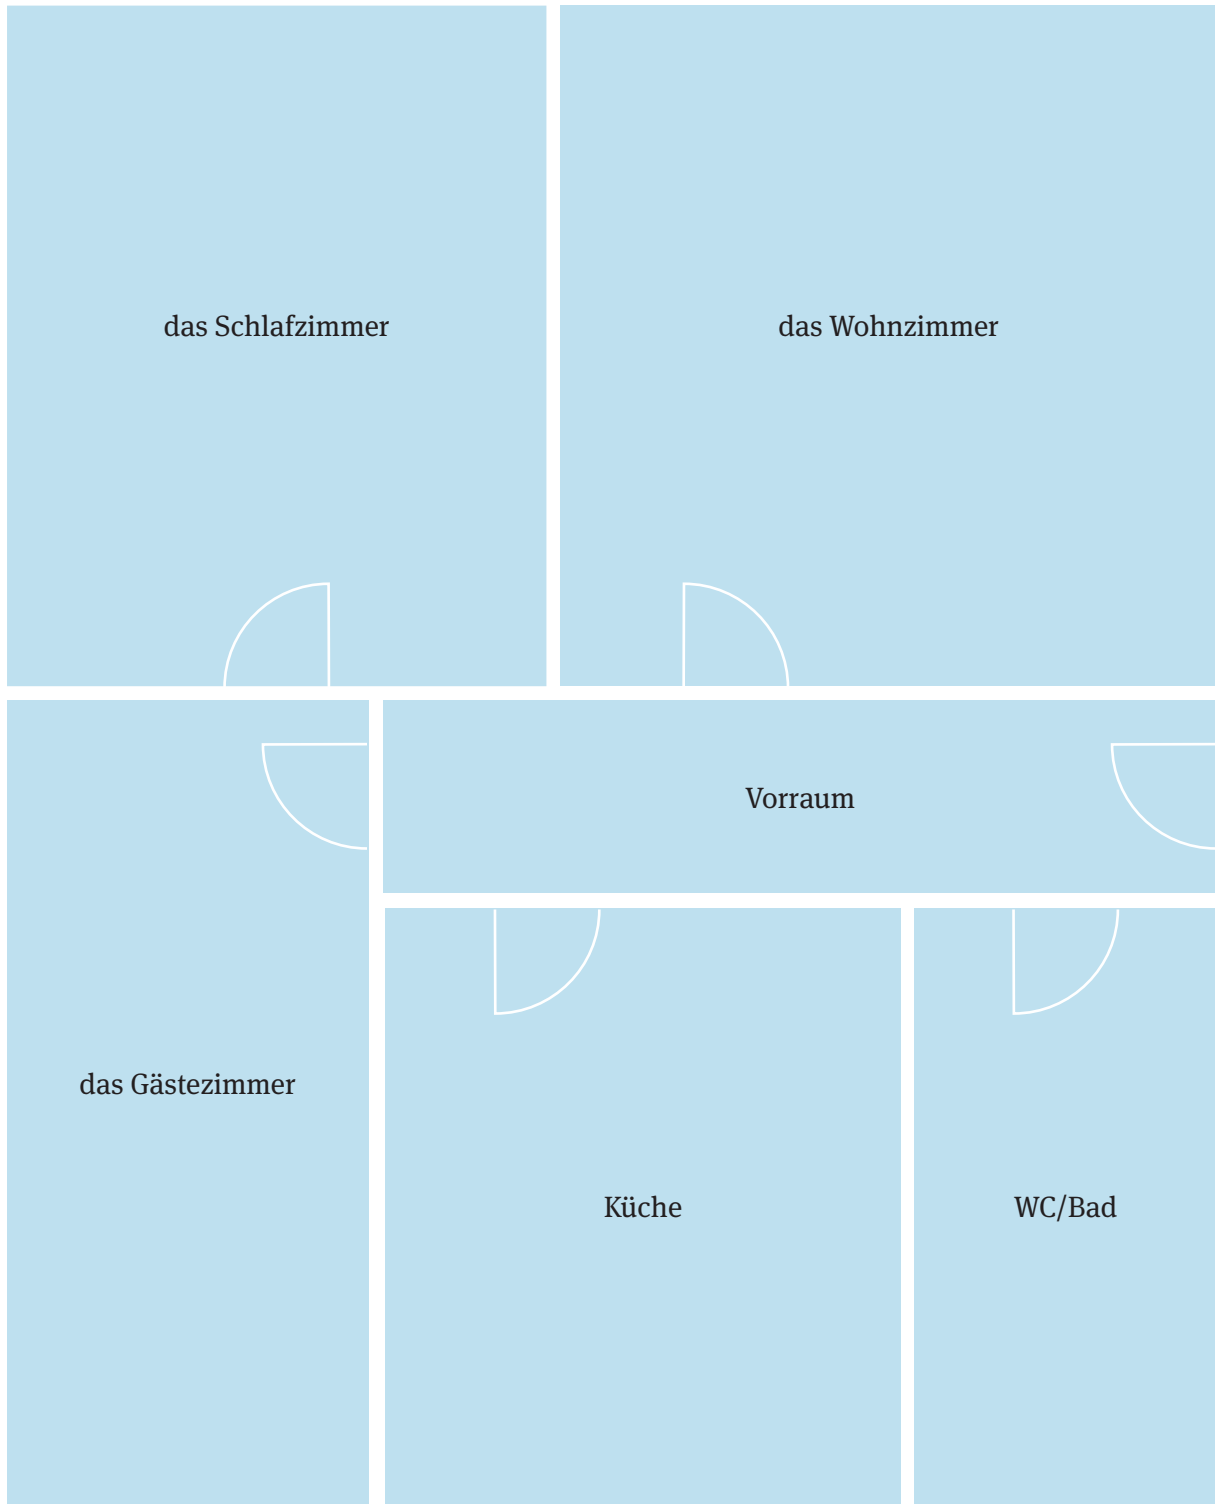 das Schlafzimmer
das Wohnzimmer
Vorraum
das Gästezimmer
Küche
WC/Bad